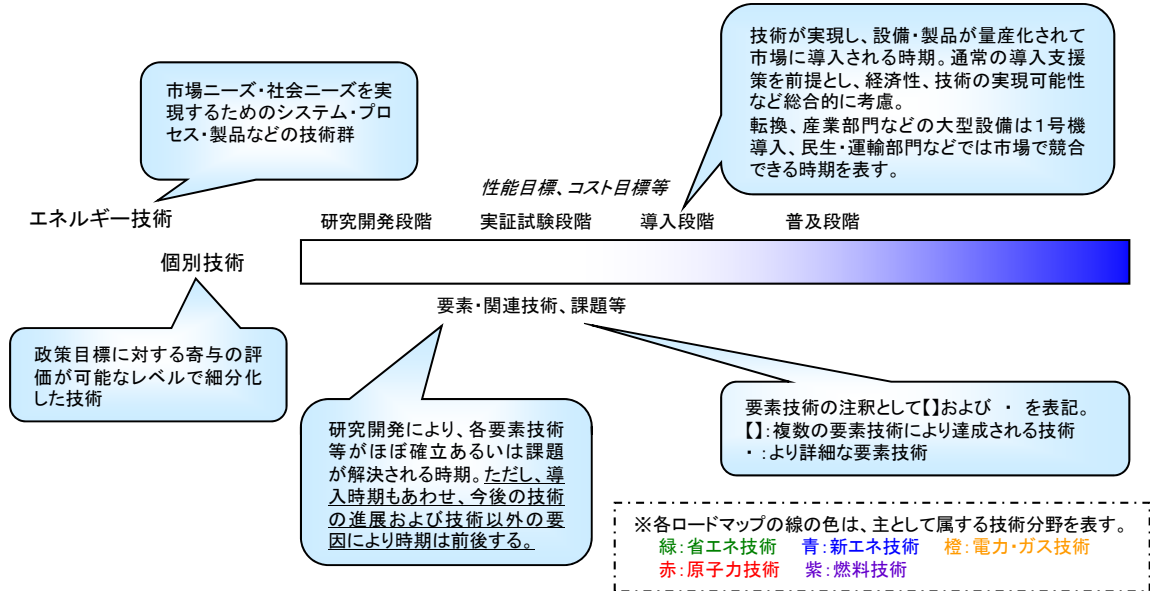 技術が実現し、設備・製品が量産化されて
市場に導入される時期。通常の導入支援
策を前提とし、経済性、技術の実現可能性
など総合的に考慮。
転換、産業部門などの大型設備は1号機
導入、民生・運輸部門などでは市場で競合
できる時期を表す。
市場ニーズ・社会ニーズを実
現するためのシステム・プロ
セス・製品などの技術群
性能目標、コスト目標等
エネルギー技術
研究開発段階 実証試験段階 導入段階 普及段階
個別技術
要素・関連技術、課題等
政策目標に対する寄与の評
価が可能なレベルで細分化
した技術
研究開発により、各要素技術
等がほぼ確立あるいは課題
が解決される時期。ただし、導
入時期もあわせ、今後の技術
の進展および技術以外の要
因により時期は前後する。
要素技術の注釈として【】および ・ を表記。
【】:複数の要素技術により達成される技術
・:より詳細な要素技術
※各ロードマップの線の色は、主として属する技術分野を表す。
緑:省エネ技術 青:新エネ技術 橙:電力・ガス技術
赤:原子力技術 紫:燃料技術